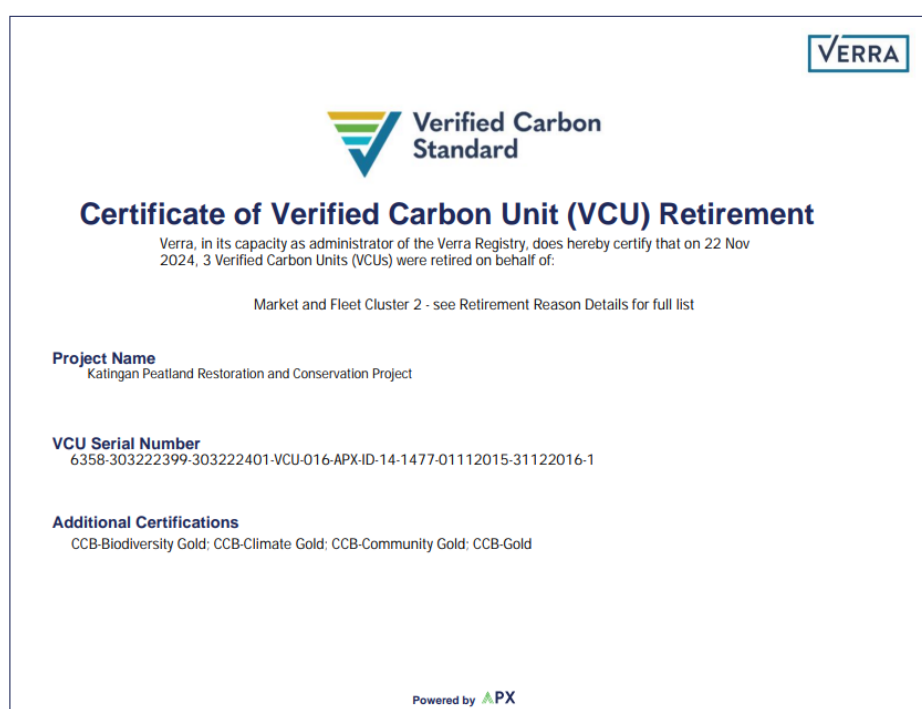 VERRA
Verified Carbon
Standard
Certificate of Verified Carbon Unit (VCU) Retirement
Verra, in its capacity as administrator of the Verra Registry, does hereby certify that on 22 Nov
2024, 3 Verified Carbon Units (VCUs) were retired on behalf of:
Market and Fleet Cluster 2 - see Retirement Reason Details for full list
Project Name
Katingan Peatland Restoration and Conservation Project
VCU Serial Number
6358-303222399-303222401-VCU-016-APX-ID-14-1477-01112015-31122016-1
Additional Certifications
CCB-Biodiversity Gold; CCB-Climate Gold; CCB-Community Gold; CCB-Gold
Powered by APX